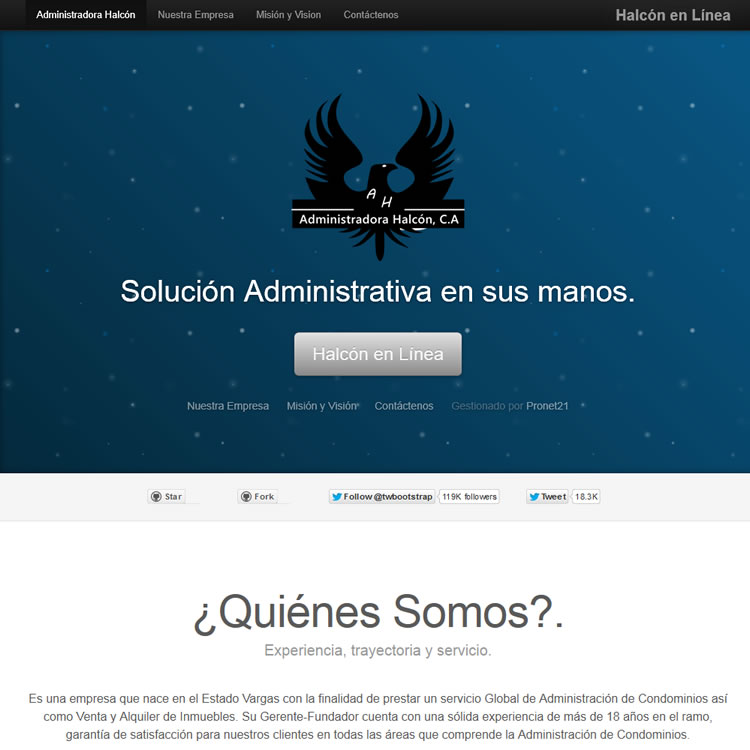 Administradora Halcón Nuestra Empresa Misión y Vision Contáctenos Halcón en Línea
A H
Administradora Halcón, C.A
Solución Administrativa en sus manos.
Halcón en Línea
Nuestra Empresa Misión y Visión Contáctenos Gestionado por Pronet21
Star Fork Follow @twbootstrap 119K followers Tweet 18.3K
¿Quiénes Somos?.
Experiencia, trayectoria y servicio.
Es una empresa que nace en el Estado Vargas con la finalidad de prestar un servicio Global de Administración de Condominios así
como Venta y Alquiler de Inmuebles. Su Gerente-Fundador cuenta con una sólida experiencia de más de 18 años en el ramo,
garantía de satisfacción para nuestros clientes en todas las áreas que comprende la Administración de Condominios.